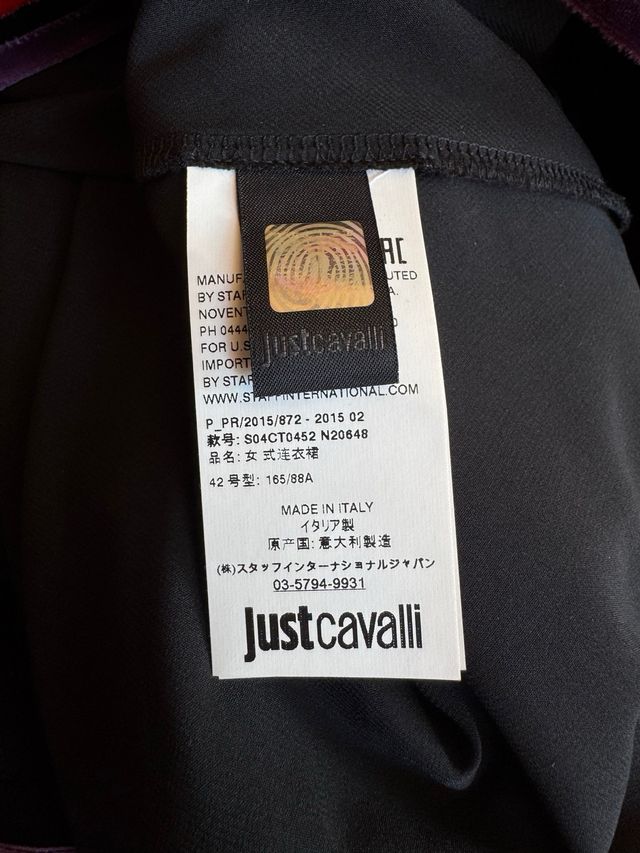 MANUF UTED
BY STAF A.
NOVENT
PH 0444 0
FOR U.S
IMPORT
BY STAF
WWW.STAFFINTERNATIONAL.COM
justcavalli
P_PR/2015/872 - 2015 02
款号: S04CT0452 N20648
品名: 女 式连衣裙
42 号型: 165/88A
MADE IN ITALY
イタリア製
原产国: 意大利製造
(株)スタッフインターナショナルジャパン
03-5794-9931
justcavalli